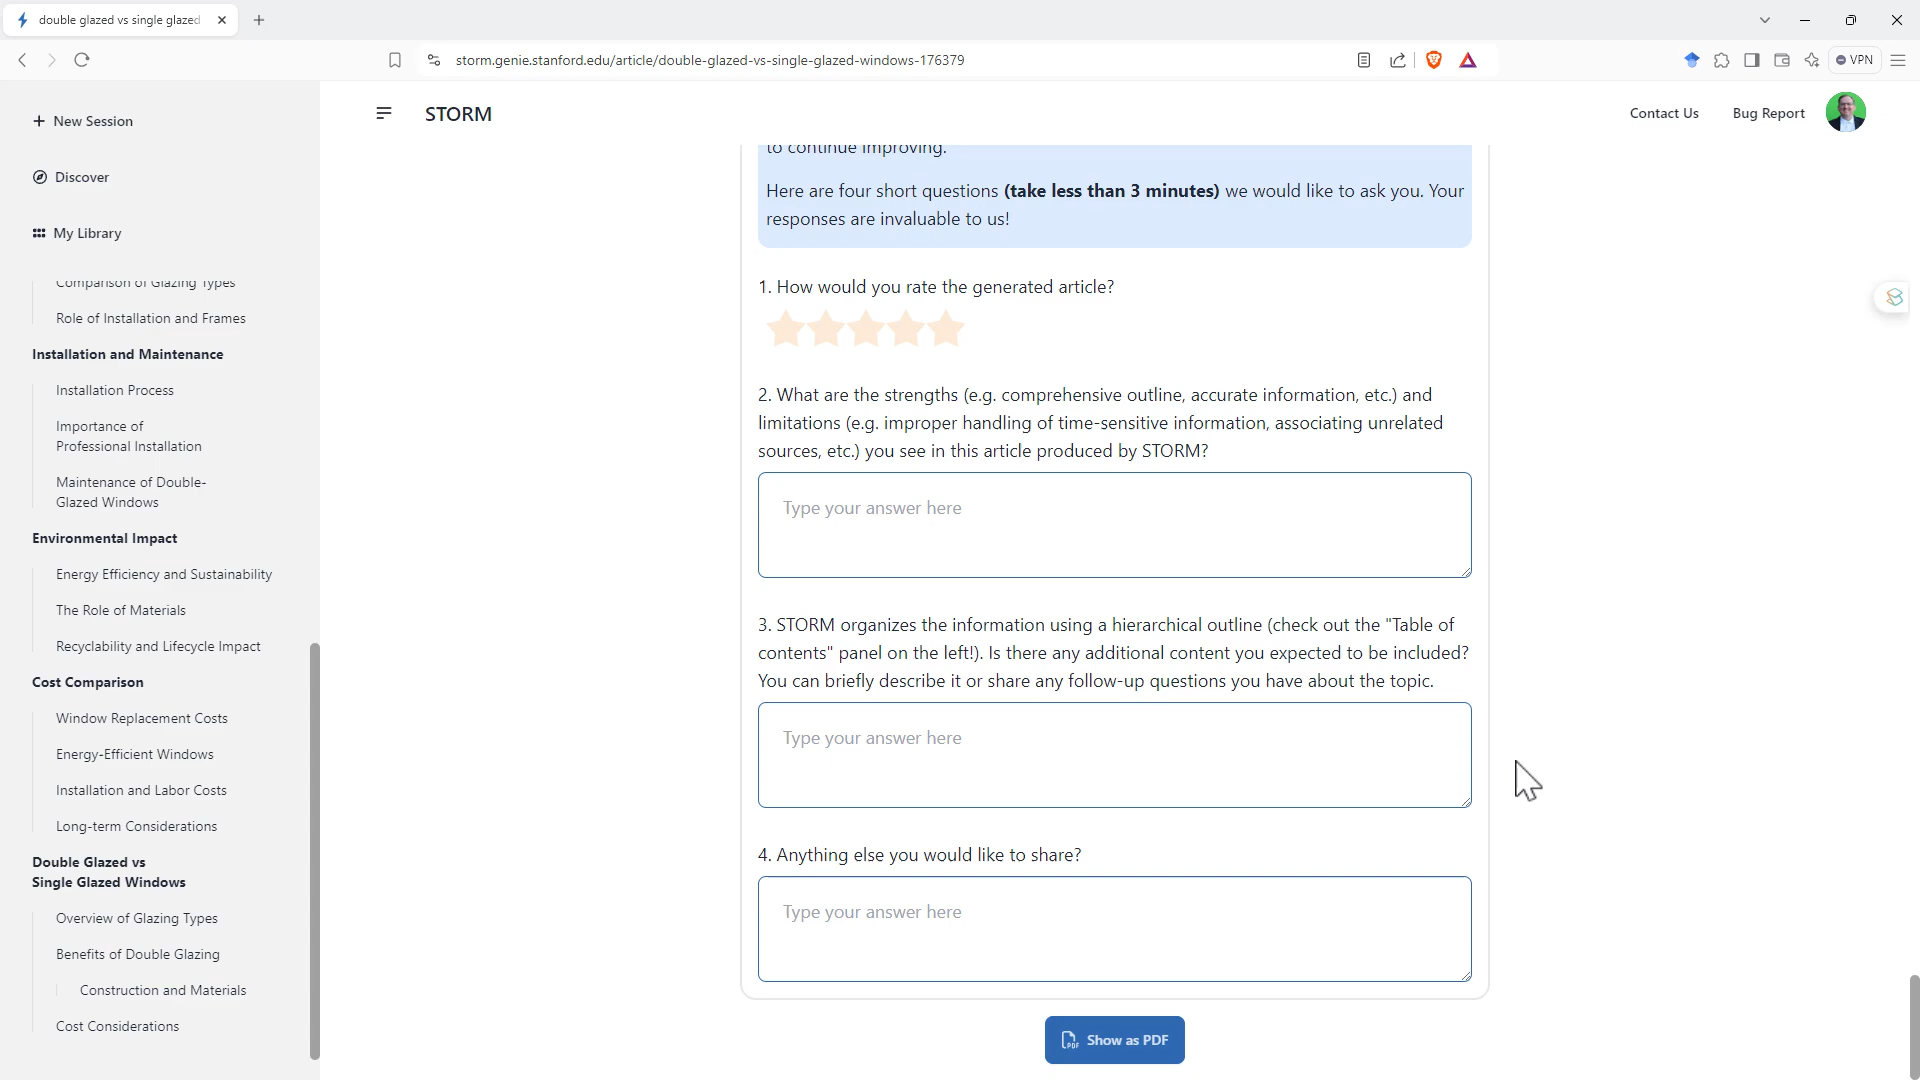 double glazed vs single glazed
storm.genie.stanford.edu/article/double-glazed-vs-single-glazed-windows-176379
VPN
New Session
Discover
My Library
Comparison of Glazing Types
Role of Installation and Frames
Installation and Maintenance
Installation Process
Importance of
Professional Installation
Maintenance of Double-
Glazed Windows
Environmental Impact
Energy Efficiency and Sustainability
The Role of Materials
Recyclability and Lifecycle Impact
Cost Comparison
Window Replacement Costs
Energy-Efficient Windows
Installation and Labor Costs
Long-term Considerations
Double Glazed vs
Single Glazed Windows
Overview of Glazing Types
Benefits of Double Glazing
Construction and Materials
Cost Considerations
STORM
Contact Us
Bug Report
to continue improving.
Here are four short questions (take less than 3 minutes) we would like to ask you. Your
responses are invaluable to us!
1. How would you rate the generated article?
2. What are the strengths (e.g. comprehensive outline, accurate information, etc.) and
limitations (e.g. improper handling of time-sensitive information, associating unrelated
sources, etc.) you see in this article produced by STORM?
Type your answer here
3. STORM organizes the information using a hierarchical outline (check out the "Table of
contents" panel on the left!). Is there any additional content you expected to be included?
You can briefly describe it or share any follow-up questions you have about the topic.
Type your answer here
4. Anything else you would like to share?
Type your answer here
PDF
Show as PDF